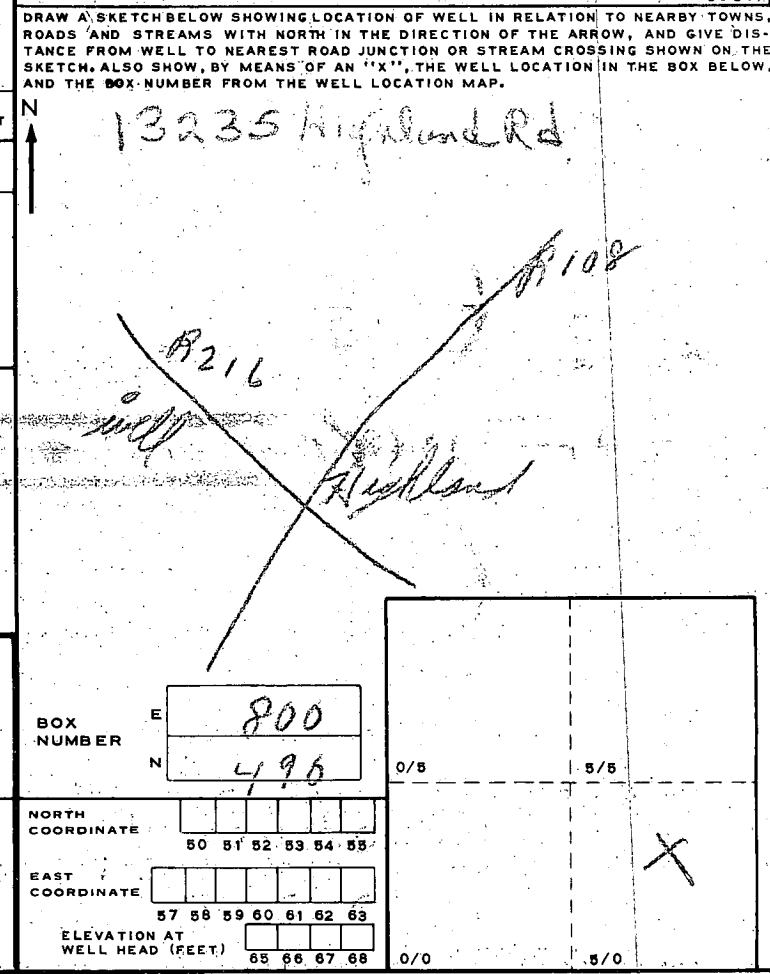 DRAW A SKETCH BELOW SHOWING LOCATION OF WELL IN RELATION TO NEARBY TOWNS,
ROADS AND STREAMS WITH NORTH IN THE DIRECTION OF THE ARROW, AND GIVE DIS-
TANCE FROM WELL TO NEAREST ROAD JUNCTION OR STREAM CROSSING SHOWN ON THE
SKETCH. ALSO SHOW, BY MEANS OF AN "X", THE WELL LOCATION IN THE BOX BELOW,
AND THE BOX NUMBER FROM THE WELL LOCATION MAP.
N
13235 Highland Rd
R108
R216
well
Highland
BOX NUMBER
E 800
N 496
0/5 5/5
NORTH COORDINATE
50 51 52 53 54 55
X
EAST COORDINATE
57 58 59 60 61 62 63
ELEVATION AT
WELL HEAD (FEET)
65 66 67 68
0/0 5/0